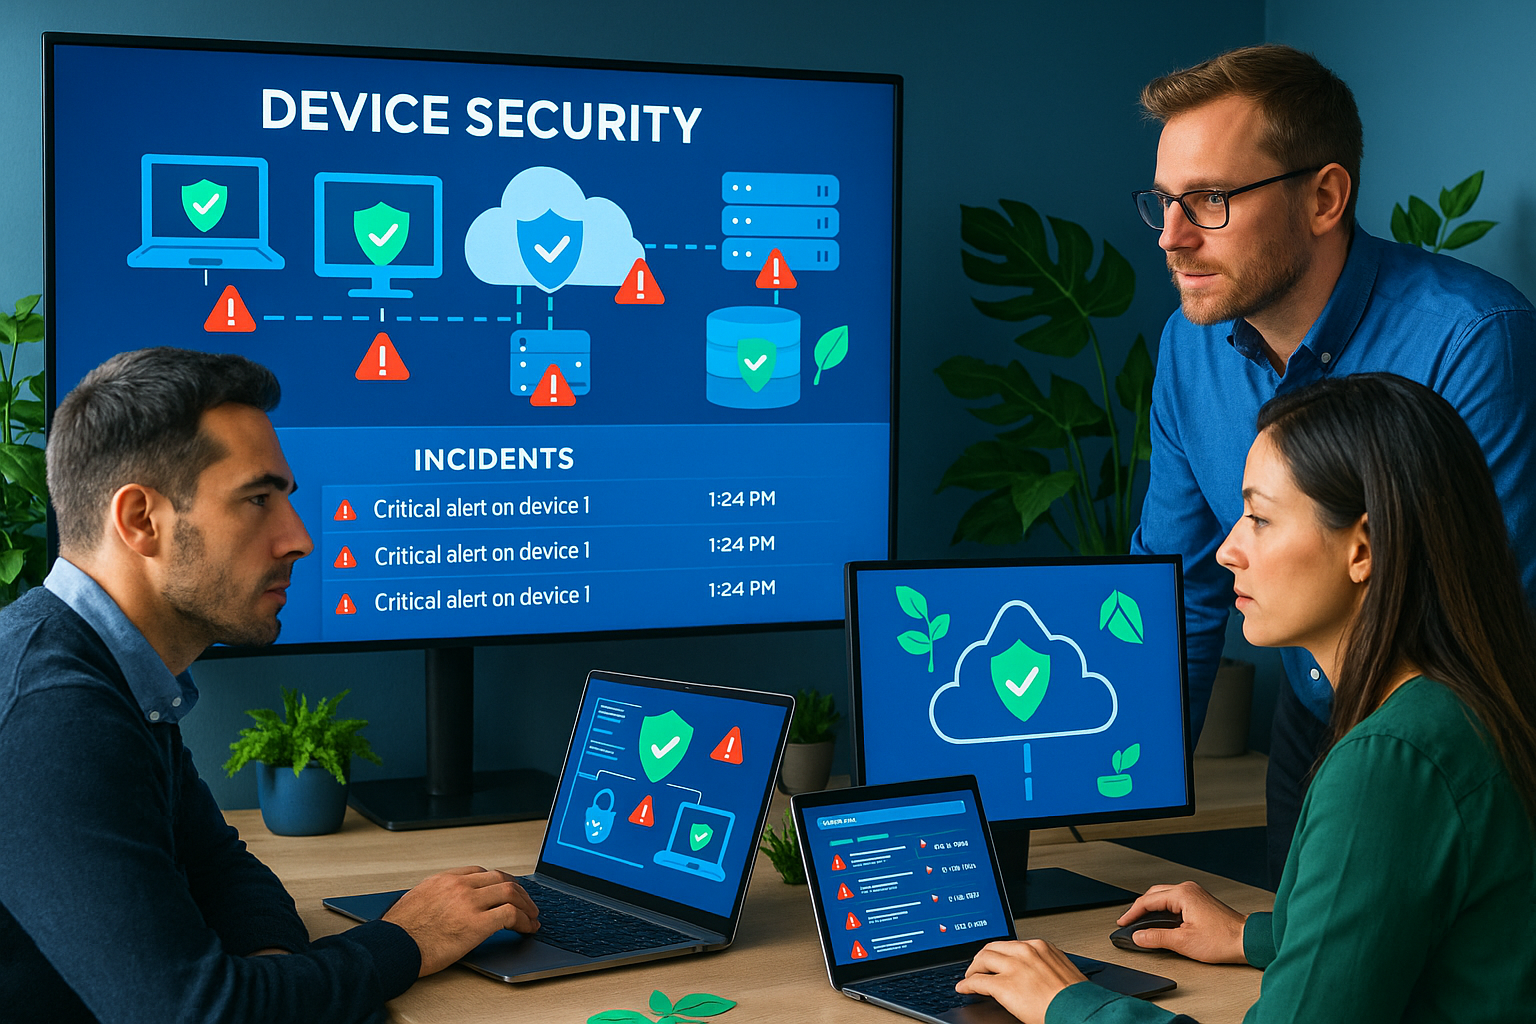 DEVICE SECURITY
INCIDENTS
Critical alert on device 1 1:24 PM
Critical alert on device 1 1:24 PM
Critical alert on device 1 1:24 PM